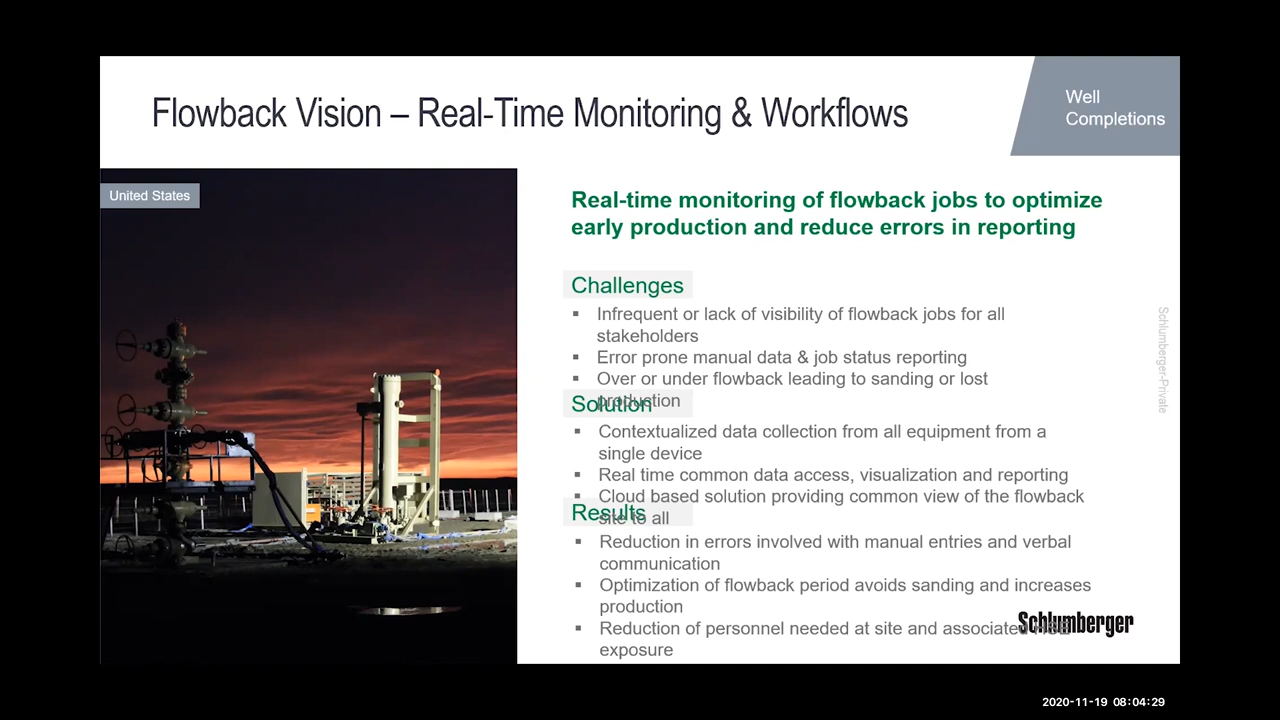 Flowback Vision – Real-Time Monitoring & Workflows
Well
Completions
United States
Real-time monitoring of flowback jobs to optimize
early production and reduce errors in reporting
Challenges
▪ Infrequent or lack of visibility of flowback jobs for all
stakeholders
▪ Error prone manual data & job status reporting
▪ Over or under flowback leading to sanding or lost
production
Solution
▪ Contextualized data collection from all equipment from a
single device
▪ Real time common data access, visualization and reporting
▪ Cloud based solution providing common view of the flowback
site to all
Results
▪ Reduction in errors involved with manual entries and verbal
communication
▪ Optimization of flowback period avoids sanding and increases
production
▪ Reduction of personnel needed at site and associated
exposure
Schlumberger
Schlumberger-Private
2020-11-19 08:04:29